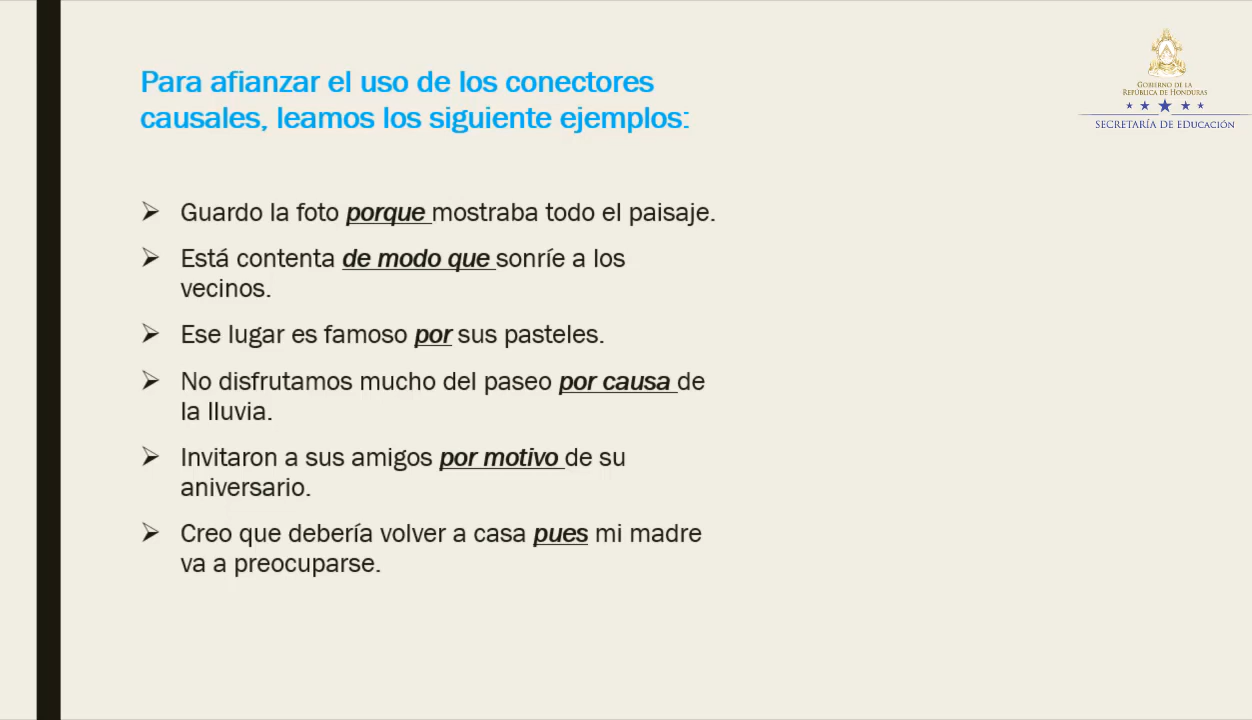 Para afianzar el uso de los conectores
causales, leamos los siguiente ejemplos:
GOBIERNO DE LA
REPÚBLICA DE HONDURAS
SECRETARÍA DE EDUCACIÓN
Guardo la foto porque mostraba todo el paisaje.
Está contenta de modo que sonríe a los
vecinos.
Ese lugar es famoso por sus pasteles.
No disfrutamos mucho del paseo por causa de
la lluvia.
Invitaron a sus amigos por motivo de su
aniversario.
Creo que debería volver a casa pues mi madre
va a preocuparse.